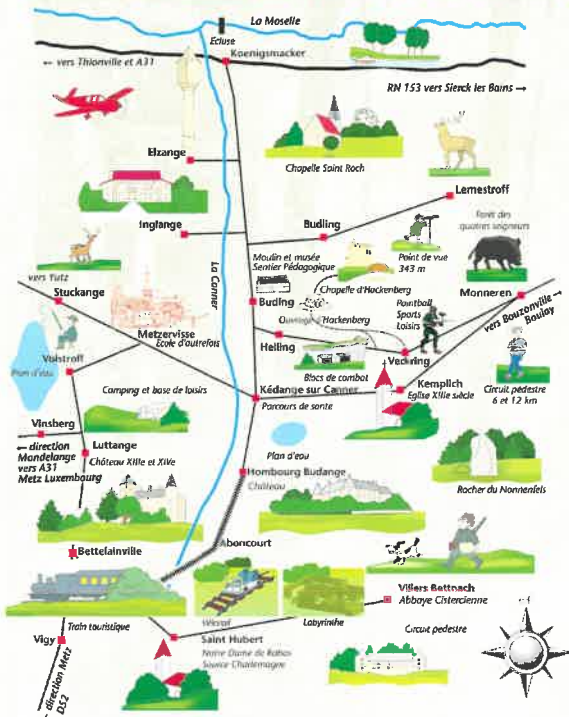 La Moselle
Ecluse
Koenigsmacker
← vers Thionville et A31
RN 153 vers Sierck les Bains →
Elzange
Chapelle Saint Roch
Lemestroff
Inglange
Budling
forêt des
quatres seigneurs
Point de vue
343 m
Moulin et musée
Sentier Pédagogique
Chapelle d'Hackenberg
La Canner
vers Yutz
Stuckange
Buding
Ouvrage d'Hackenberg
Paintball
Sports
Loisirs
Monneren
vers Bouzonville →
Boulay
Metzervisse
Ecole d'autrefois
Helling
Veckring
Blocs de combat
Volstroff
Plan d'eau
Kédange sur Canner
Parcours de sante
Kemplich
Eglise XIIIe siècle
Circuit pédestre
6 et 12 km
Camping et base de loisirs
Vinsberg
← direction
Mondelange
vers A31
Metz Luxembourg
Luttange
Château XIIIe et XIVe
Plan d'eau
Hombourg Budange
Château
Rocher du Nonnenfels
Aboncourt
Bettelainville
Villers Bettnach
Abbaye Cistercienne
Train touristique
Vélorail
Labyrinthe
Vigy
Saint Hubert
Notre Dame de Rabas
Source Charlemagne
Circuit pedestre
← direction Metz
D52